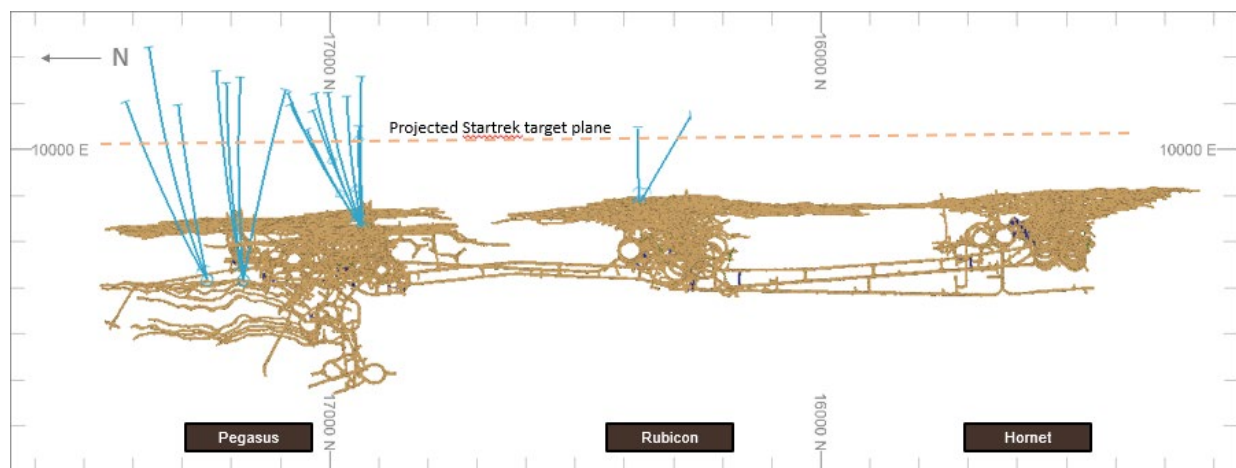 17000 N
16000 N
N
Projected Startrek target plane
10000 E
10000 E
17000 N
16000 N
Pegasus
Rubicon
Hornet